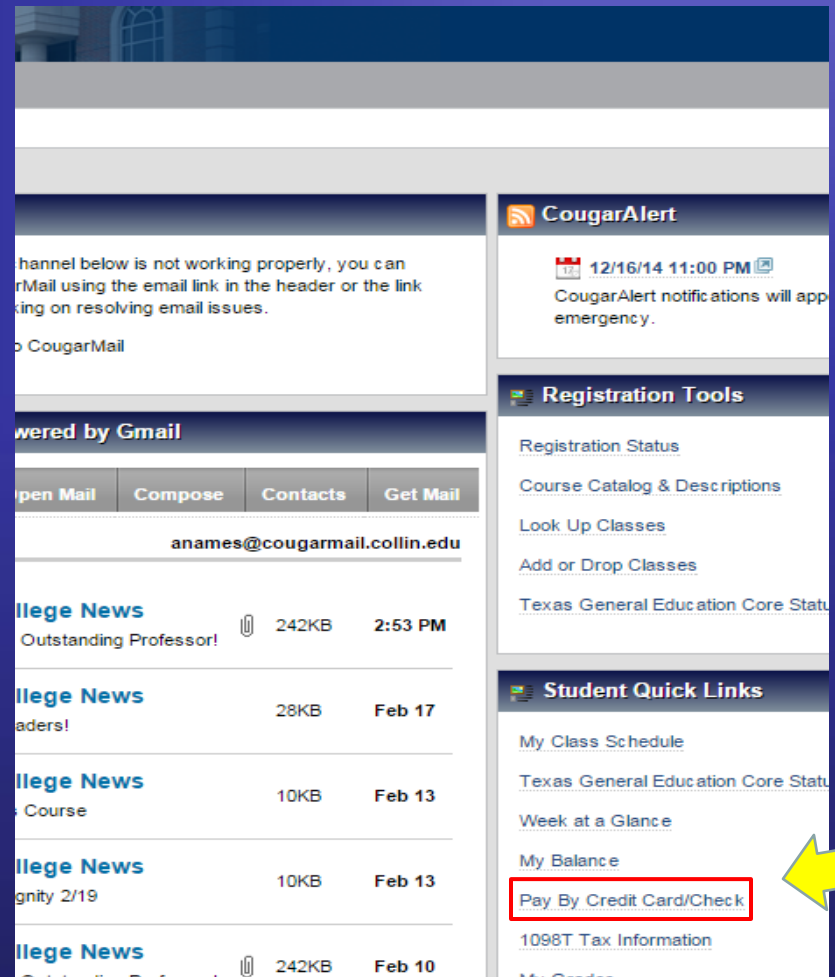 hannel below is not working properly, you can
rMail using the email link in the header or the link
king on resolving email issues.
o CougarMail
wered by Gmail
pen Mail Compose Contacts Get Mail
anames@cougarmail.collin.edu
llege News 242KB 2:53 PM
Outstanding Professor!
llege News 28KB Feb 17
aders!
llege News 10KB Feb 13
s Course
llege News 10KB Feb 13
gnity 2/19
llege News 242KB Feb 10
CougarAlert
12 12/16/14 11:00 PM
CougarAlert notifications will app
emergency.
Registration Tools
Registration Status
Course Catalog & Descriptions
Look Up Classes
Add or Drop Classes
Texas General Education Core Statu
Student Quick Links
My Class Schedule
Texas General Education Core Statu
Week at a Glance
My Balance
Pay By Credit Card/Check
1098T Tax Information
My Grades